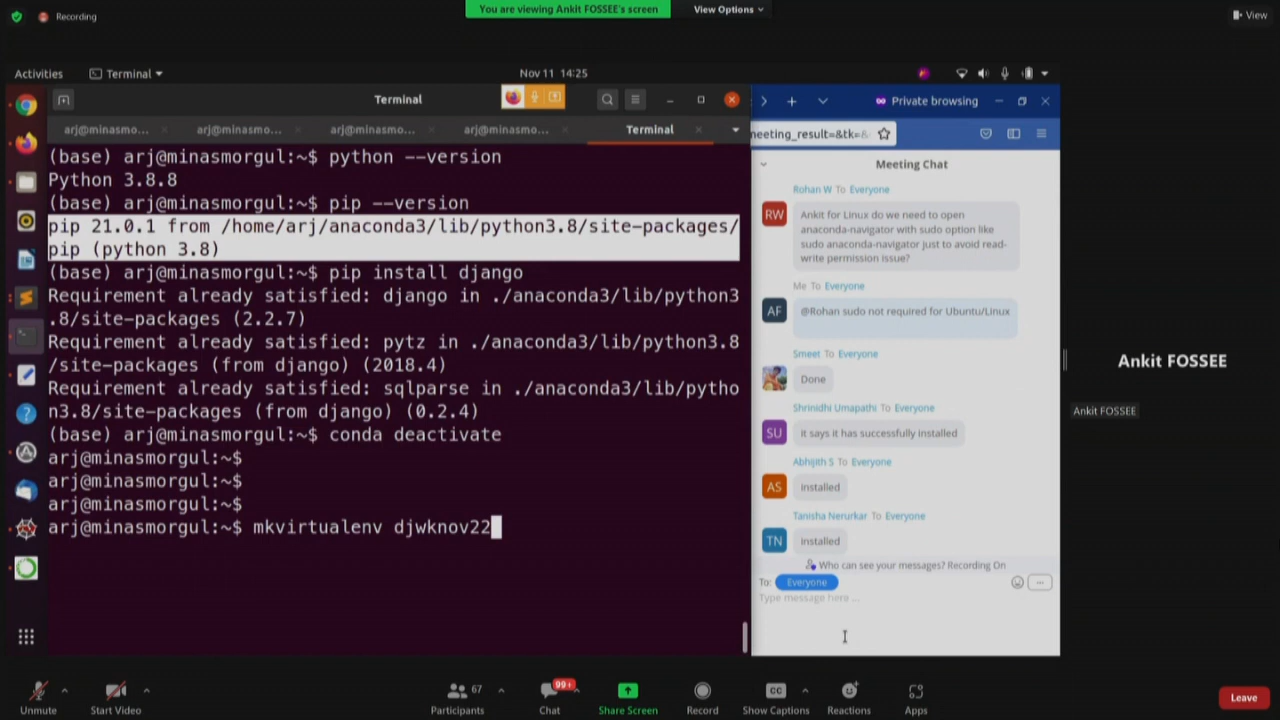 Recording
You are viewing Ankit FOSSEE's screen
View Options
View
Activities
Terminal
Nov 11 14:25
Terminal
Private browsing
arj@minasmo...
arj@minasmo...
arj@minasmo...
arj@minasmo...
Terminal
meeting_result=&tk=&
(base) arj@minasmorgul:~$ python --version
Python 3.8.8
(base) arj@minasmorgul:~$ pip --version
pip 21.0.1 from /home/arj/anaconda3/lib/python3.8/site-packages/
pip (python 3.8)
(base) arj@minasmorgul:~$ pip install django
Requirement already satisfied: django in ./anaconda3/lib/python3
.8/site-packages (2.2.7)
Requirement already satisfied: pytz in ./anaconda3/lib/python3.8
/site-packages (from django) (2018.4)
Requirement already satisfied: sqlparse in ./anaconda3/lib/pytho
n3.8/site-packages (from django) (0.2.4)
(base) arj@minasmorgul:~$ conda deactivate
arj@minasmorgul:~$
arj@minasmorgul:~$
arj@minasmorgul:~$
arj@minasmorgul:~$ mkvirtualenv djwknov22
Meeting Chat
Rohan W To Everyone
RW
Ankit for Linux do we need to open
anaconda-navigator with sudo option like
sudo anaconda-navigator just to avoid read-
write permission issue?
Me To Everyone
AF
@Rohan sudo not required for Ubuntu/Linux
Smeet To Everyone
Done
Shrinidhi Umapathi To Everyone
SU
it says it has successfully installed
Abhijith S To Everyone
AS
Installed
Tanisha Nerurkar To Everyone
TN
installed
Who can see your messages? Recording On
To: Everyone
Type message here ...
Ankit FOSSEE
Ankit FOSSEE
Unmute
Start Video
Participants
67
Chat
99+
Share Screen
Record
CC
Show Captions
Reactions
Apps
Leave